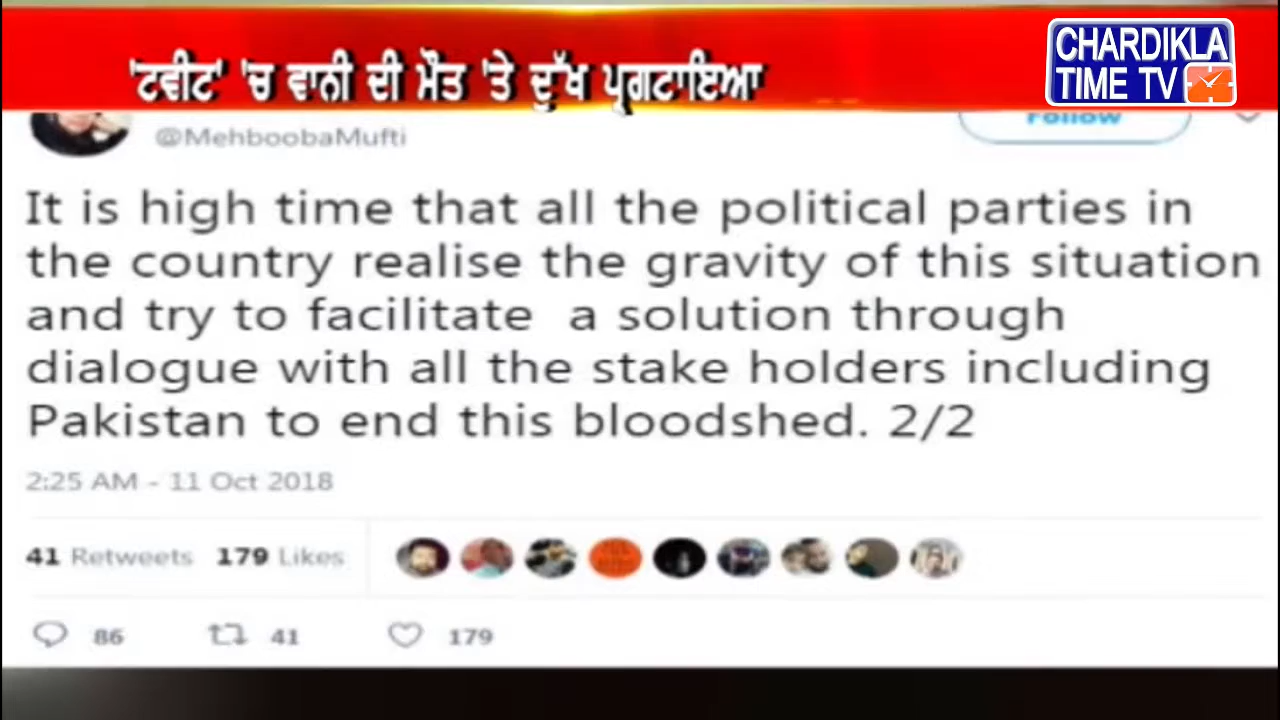 'ਟਵੀਟ' 'ਚ ਵਾਨੀ ਦੀ ਮੌਤ 'ਤੇ ਦੁੱਖ ਪ੍ਰਗਟਾਇਆ
CHARDIKLA
TIME TV
@MehboobaMufti
Follow
It is high time that all the political parties in
the country realise the gravity of this situation
and try to facilitate a solution through
dialogue with all the stake holders including
Pakistan to end this bloodshed. 2/2
2:25 AM - 11 Oct 2018
41 Retweets 179 Likes
86 41 179